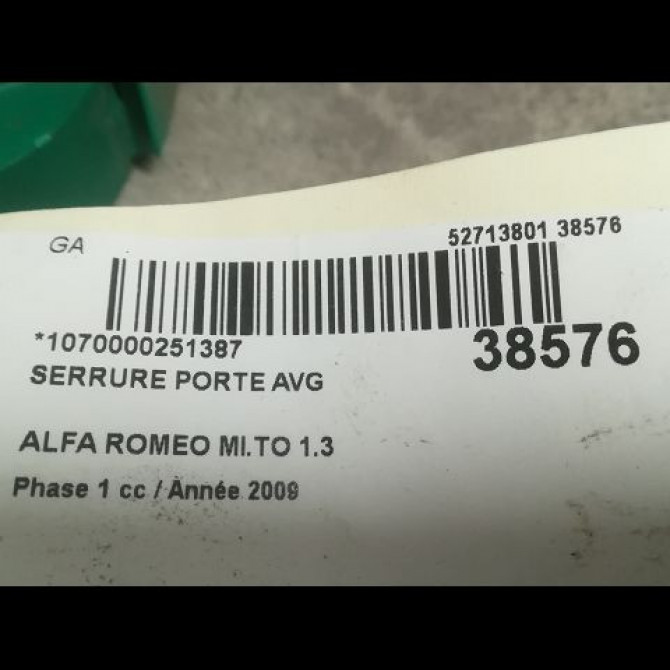 GA
52713801 38576
*1070000251387
38576
SERRURE PORTE AVG
ALFA ROMEO MI.TO 1.3
Phase 1 cc / Année 2009